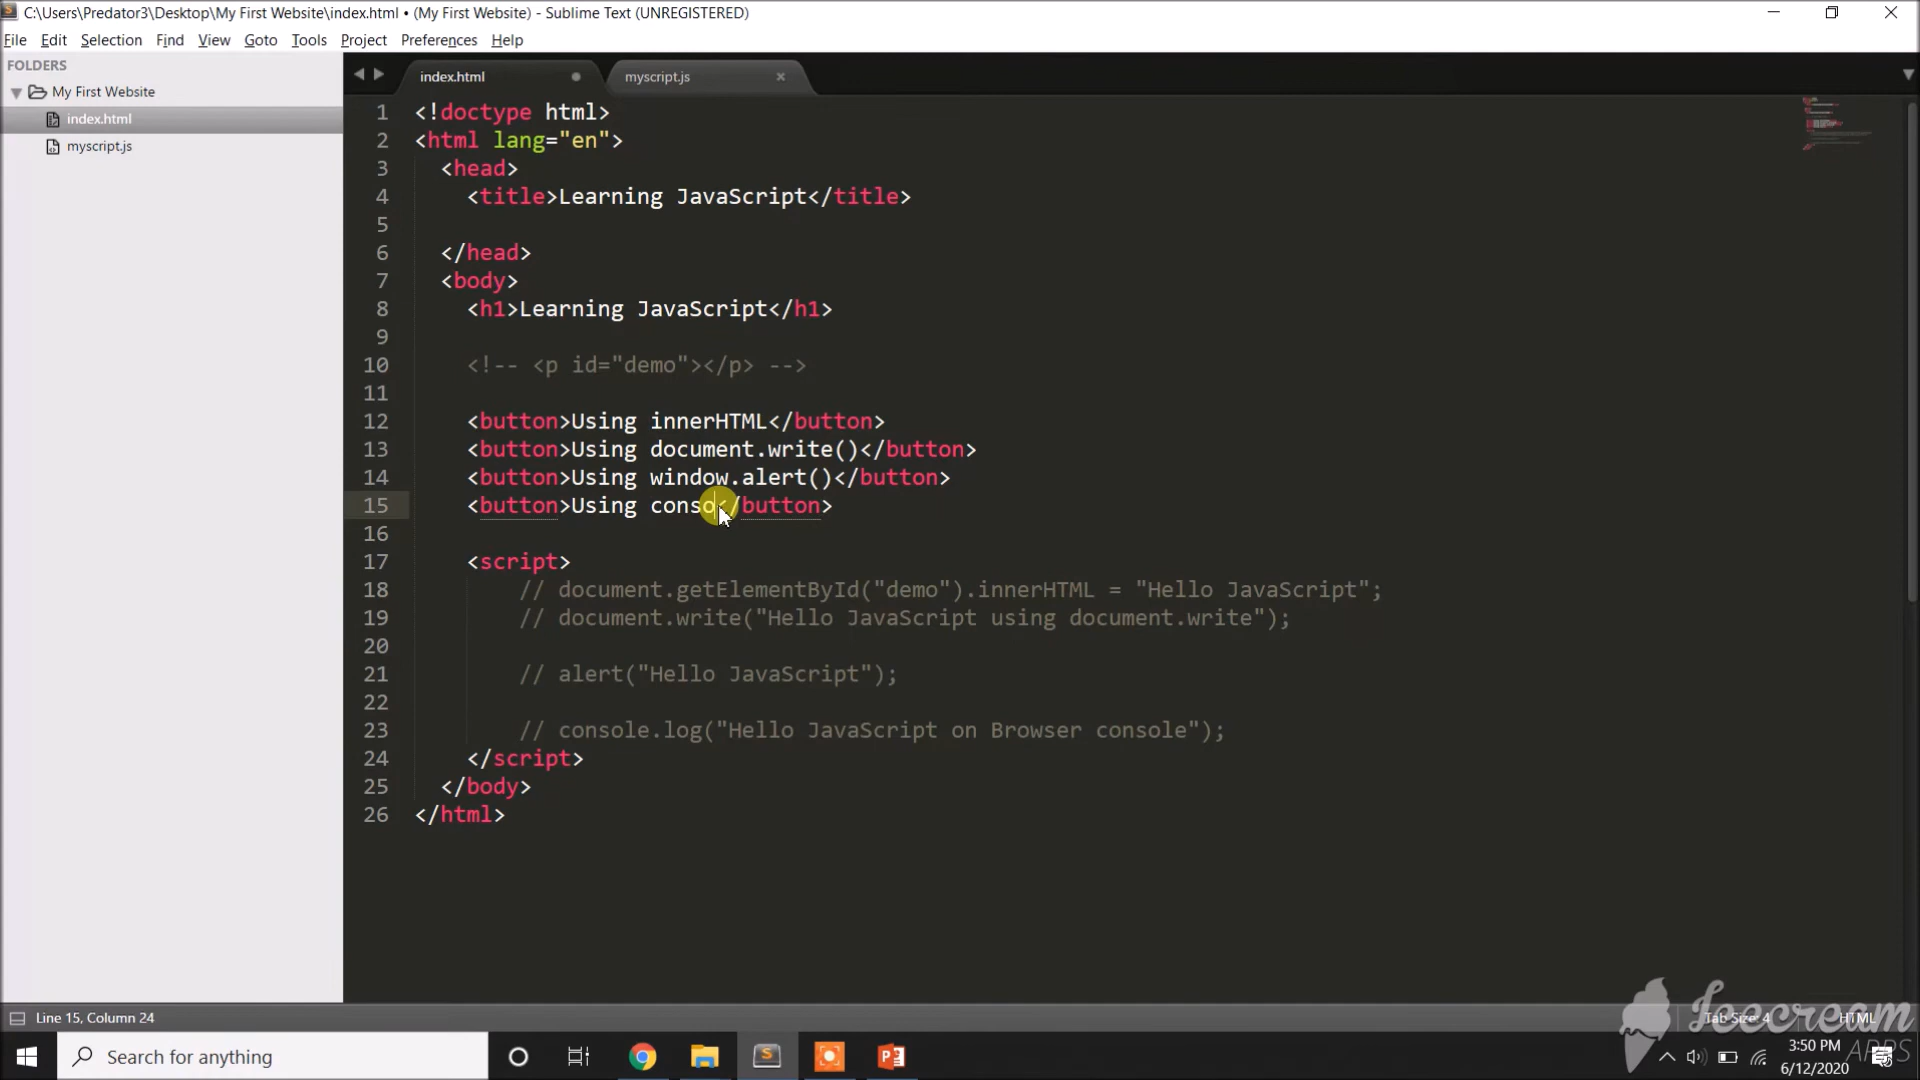 C:\Users\Predator3\Desktop\My First Website\index.html • (My First Website) - Sublime Text (UNREGISTERED)
File Edit Selection Find View Goto Tools Project Preferences Help
FOLDERS
My First Website
index.html
myscript.js
index.html myscript.js
1 <!doctype html>
2 <html lang="en">
3 <head>
4 <title>Learning JavaScript</title>
5
6 </head>
7 <body>
8 <h1>Learning JavaScript</h1>
9
10 <!-- <p id="demo"></p> -->
11
12 <button>Using innerHTML</button>
13 <button>Using document.write()</button>
14 <button>Using window.alert()</button>
15 <button>Using conso</button>
16
17 <script>
18 // document.getElementById("demo").innerHTML = "Hello JavaScript";
19 // document.write("Hello JavaScript using document.write");
20
21 // alert("Hello JavaScript");
22
23 // console.log("Hello JavaScript on Browser console");
24 </script>
25 </body>
26 </html>
Line 15, Column 24
Tab Size: 4 HTML
Icecream
APPS
Search for anything
3:50 PM
6/12/2020